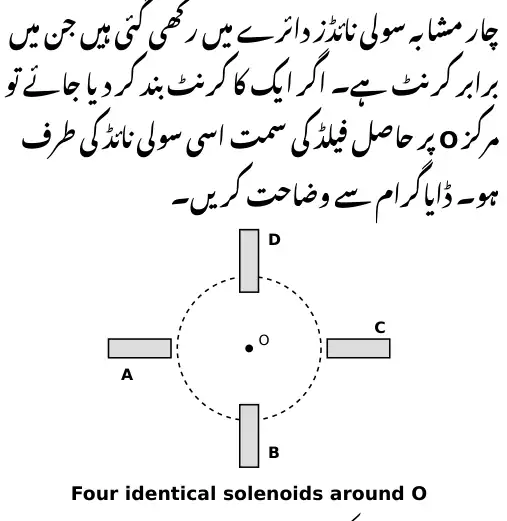 چار مشابہ سولی نائڈز دائرے میں رکھی گئی ہیں جن میں
برابر کرنٹ ہے۔ اگر ایک کا کرنٹ بند کر دیا جائے تو
مرکز O پر حاصل فیلڈ کی سمت اسی سولی نائڈ کی طرف
ہو۔ ڈایاگرام سے وضاحت کریں۔
D
C
O
A
B
Four identical solenoids around O